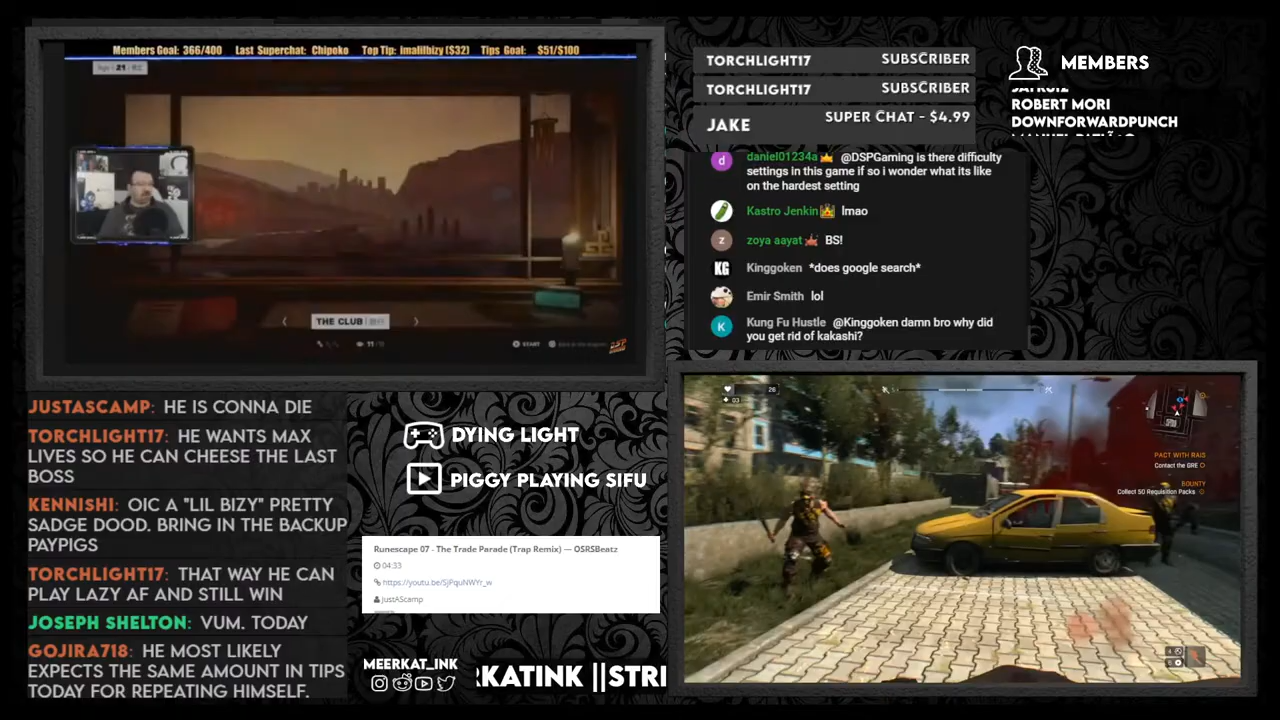 Members Goal: 366/400 Last Superchat: Chipoko Top Tip: imalilbizy ($32) Tips Goal: $51/$100
21
THE CLUB
11
START
DSP
TORCHLIGHT17 SUBSCRIBER
TORCHLIGHT17 SUBSCRIBER
JAKE SUPER CHAT - $4.99
MEMBERS
ROBERT MORI
DOWNFORWARDPUNCH
daniel01234a @DSPGaming is there difficulty
settings in this game if so i wonder what its like
on the hardest setting
Kastro Jenkin lmao
zoya aayat BS!
Kinggoken *does google search*
Emir Smith lol
Kung Fu Hustle @Kinggoken damn bro why did
you get rid of kakashi?
JUSTASCAMP: HE IS CONNA DIE
TORCHLIGHT17: HE WANTS MAX
LIVES SO HE CAN CHEESE THE LAST
BOSS
KENNISHI: OIC A "LIL BIZY" PRETTY
SADGE DOOD. BRING IN THE BACKUP
PAYPIGS
TORCHLIGHT17: THAT WAY HE CAN
PLAY LAZY AF AND STILL WIN
JOSEPH SHELTON: VUM. TODAY
GOJIRA718: HE MOST LIKELY
EXPECTS THE SAME AMOUNT IN TIPS
TODAY FOR REPEATING HIMSELF.
DYING LIGHT
PIGGY PLAYING SIFU
Runescape 07 - The Trade Parade (Trap Remix) — OSRSBeatz
04:33
https://youtu.be/SjPquNWYr_w
JustAScamp
MEERKAT_INK
KATINK ||STRI
26
03
PACT WITH RAIS
Contact the GRE
BOUNTY
Collect 50 Requisition Packs